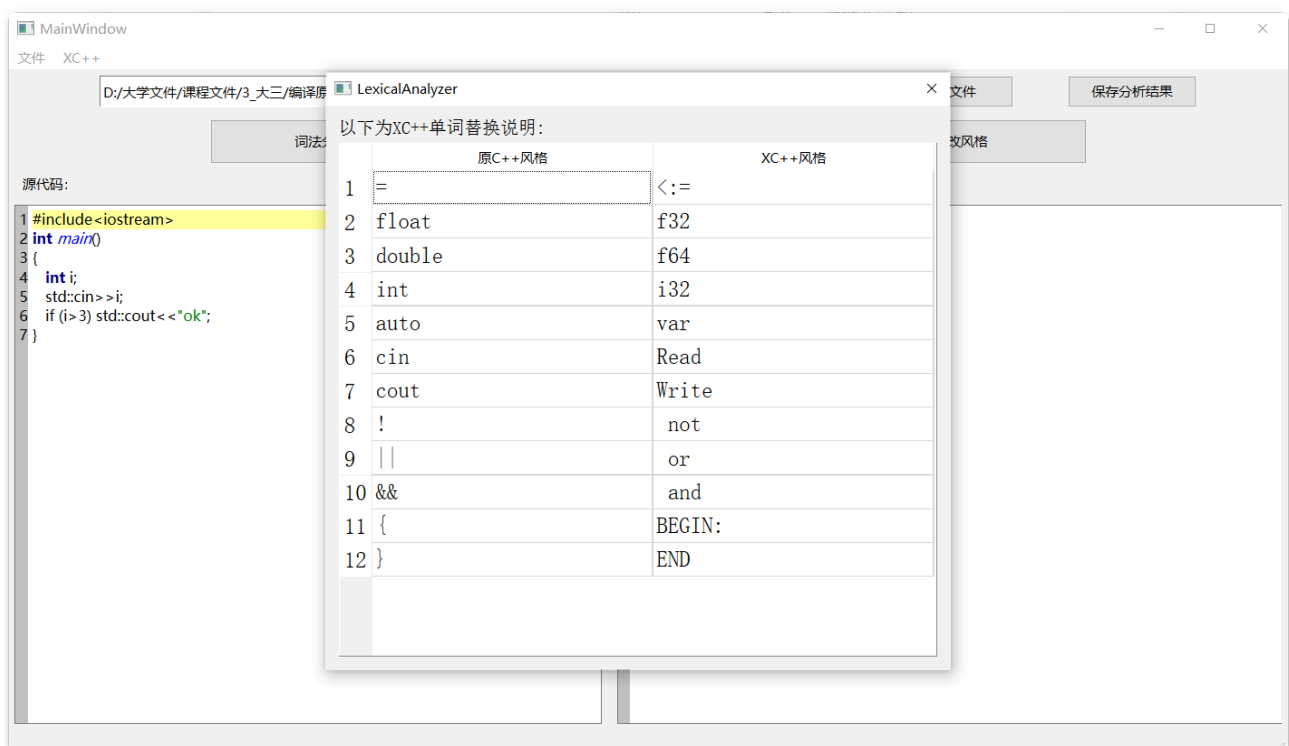 MainWindow
文件 XC++
D:/大学文件/课程文件/3_大三/编译原
文件
保存分析结果
词法分
改风格
源代码:
1 #include<iostream>
2 int main()
3 {
4 int i;
5 std::cin>>i;
6 if (i>3) std::cout<<"ok";
7 }
LexicalAnalyzer
以下为XC++单词替换说明:
原C++风格 XC++风格
1 = <:=
2 float f32
3 double f64
4 int i32
5 auto var
6 cin Read
7 cout Write
8 ! not
9 || or
10 && and
11 { BEGIN:
12 } END